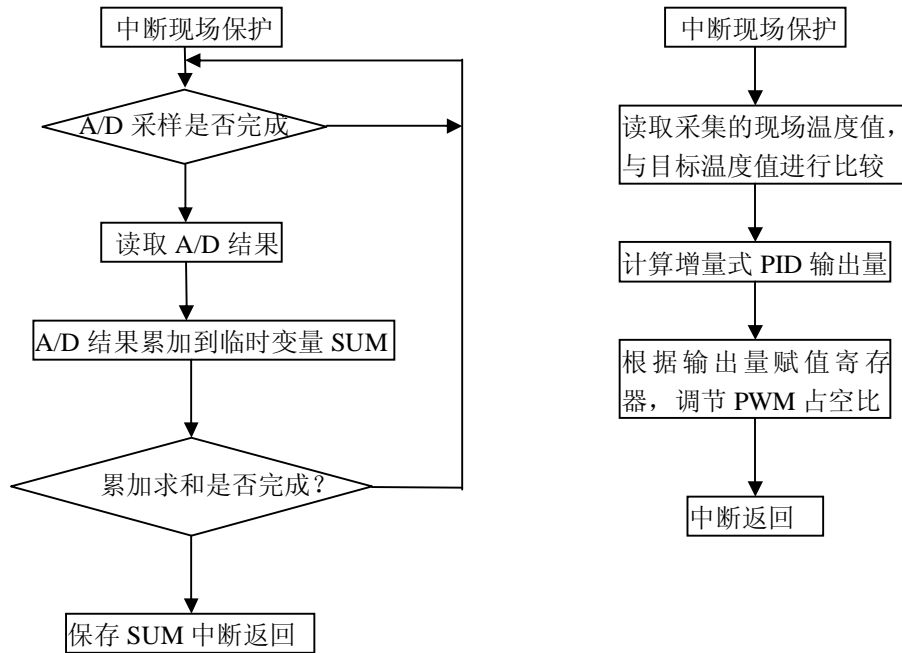 中断现场保护
A/D 采样是否完成
读取 A/D 结果
A/D 结果累加到临时变量 SUM
累加求和是否完成？
保存 SUM 中断返回
中断现场保护
读取采集的现场温度值，
与目标温度值进行比较
计算增量式 PID 输出量
根据输出量赋值寄存
器，调节 PWM 占空比
中断返回